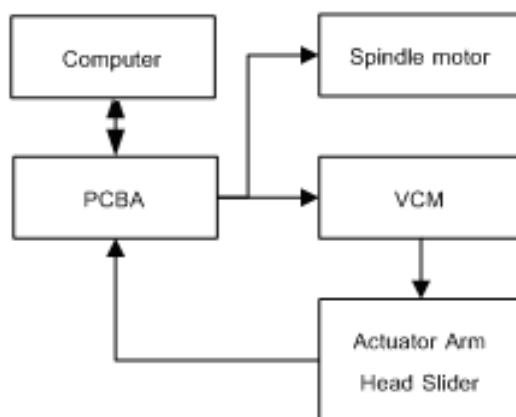 Computer
Spindle motor
PCBA
VCM
Actuator Arm
Head Slider